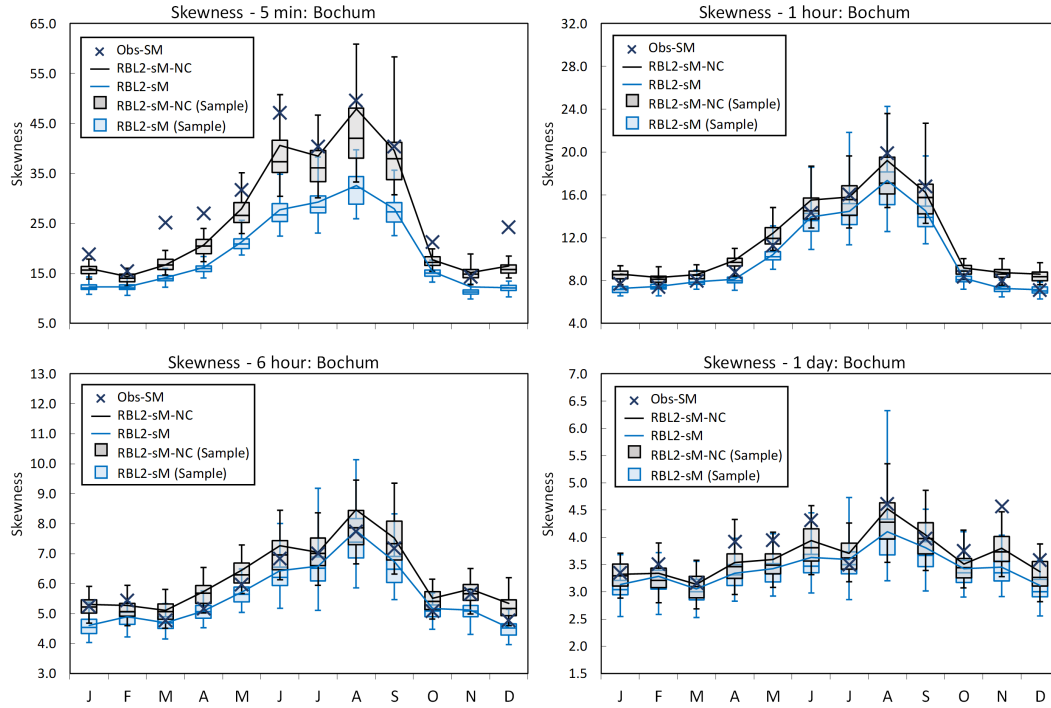 Skewness - 5 min: Bochum
Skewness
65.0
55.0
45.0
35.0
25.0
15.0
5.0
Obs-SM
RBL2-sM-NC
RBL2-sM
RBL2-sM-NC (Sample)
RBL2-sM (Sample)
Skewness - 1 hour: Bochum
Skewness
32.0
28.0
24.0
20.0
16.0
12.0
8.0
4.0
Obs-SM
RBL2-sM-NC
RBL2-sM
RBL2-sM-NC (Sample)
RBL2-sM (Sample)
Skewness - 6 hour: Bochum
Skewness
13.0
12.0
11.0
10.0
9.0
8.0
7.0
6.0
5.0
4.0
3.0
Obs-SM
RBL2-sM-NC
RBL2-sM
RBL2-sM-NC (Sample)
RBL2-sM (Sample)
J F M A M J J A S O N D
Skewness - 1 day: Bochum
Skewness
7.0
6.5
6.0
5.5
5.0
4.5
4.0
3.5
3.0
2.5
2.0
1.5
Obs-SM
RBL2-sM-NC
RBL2-sM
RBL2-sM-NC (Sample)
RBL2-sM (Sample)
J F M A M J J A S O N D